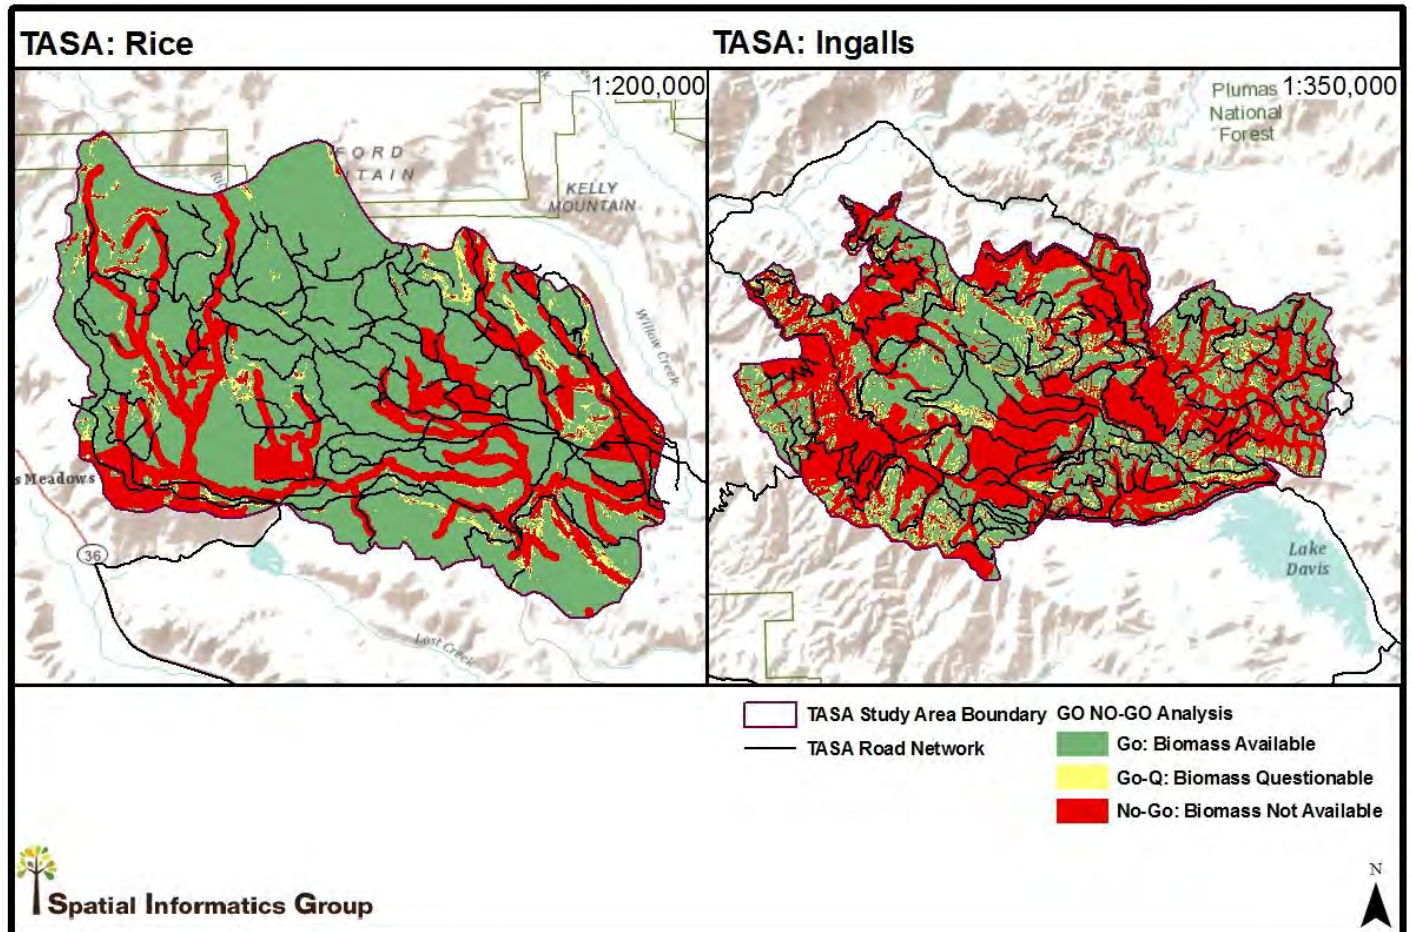 TASA: Rice
TASA: Ingalls
1:200,000
1:350,000
Plumas
National
Forest
FORD
NTAIN
KELLY
MOUNTAIN
Willow Creek
s Meadows
36
Lost Creek
Lake
Davis
TASA Study Area Boundary
TASA Road Network
GO NO-GO Analysis
Go: Biomass Available
Go-Q: Biomass Questionable
No-Go: Biomass Not Available
Spatial Informatics Group
N